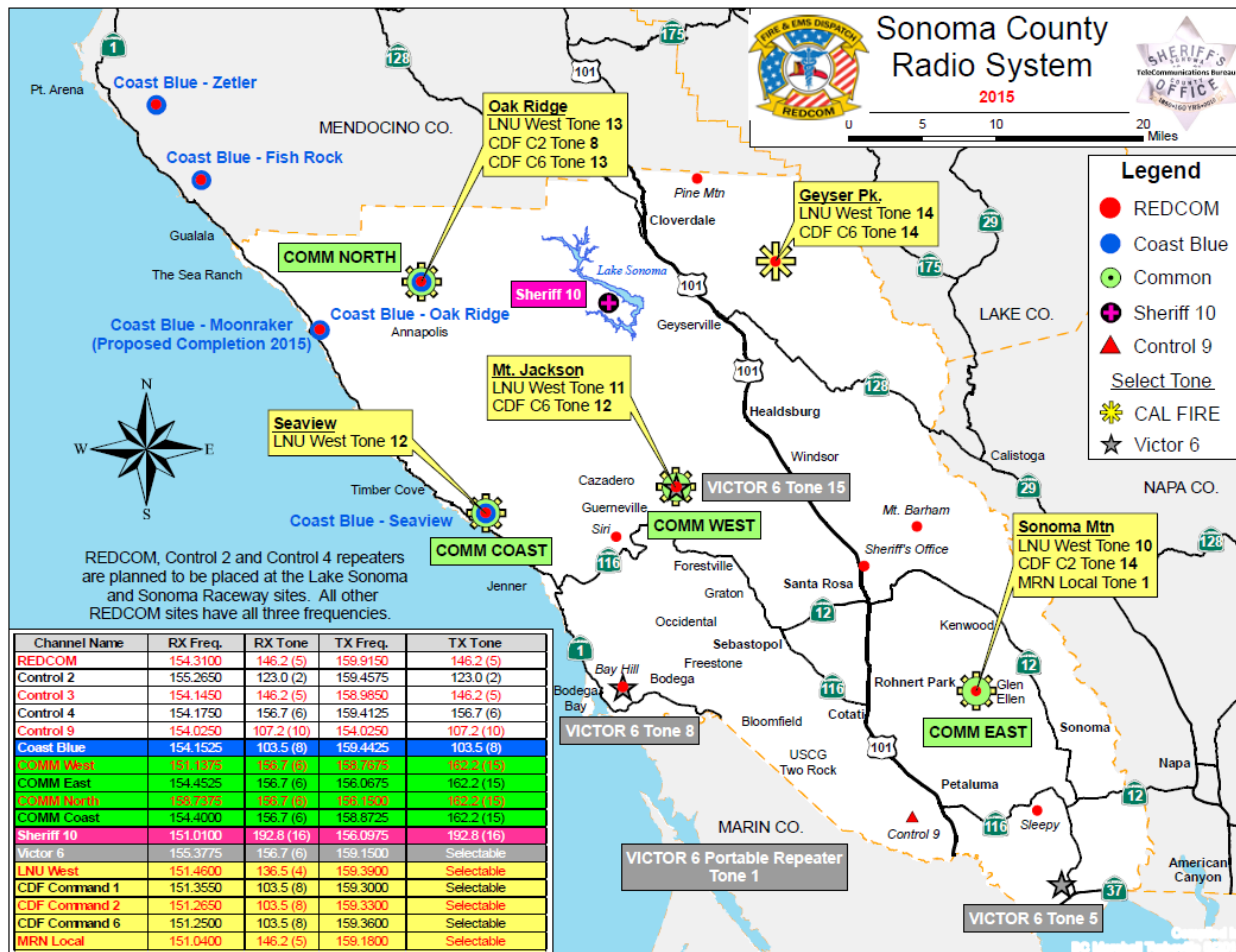 Sonoma County
Radio System
2015
FIRE & EMS DISPATCH
REDCOM
SHERIFF'S
SONOMA
TeleCommunications Bureau
COUNTY
OFFICE
0 5 10 20
Miles
Legend
REDCOM
Coast Blue
Common
Sheriff 10
Control 9
Select Tone
CAL FIRE
Victor 6
1
128
101
175
29
175
Pt. Arena
Coast Blue - Zetler
MENDOCINO CO.
Coast Blue - Fish Rock
Oak Ridge
LNU West Tone 13
CDF C2 Tone 8
CDF C6 Tone 13
Pine Mtn
Cloverdale
Geyser Pk.
LNU West Tone 14
CDF C6 Tone 14
Gualala
The Sea Ranch
COMM NORTH
Lake Sonoma
Sheriff 10
101
LAKE CO.
Coast Blue - Moonraker
(Proposed Completion 2015)
Coast Blue - Oak Ridge
Annapolis
Geyserville
N
W
E
S
Mt. Jackson
LNU West Tone 11
CDF C6 Tone 12
101
128
Healdsburg
Seaview
LNU West Tone 12
Windsor
Calistoga
29
NAPA CO.
Timber Cove
Cazadero
VICTOR 6 Tone 15
Guerneville
Coast Blue - Seaview
Siri
COMM WEST
Mt. Barham
COMM COAST
Sheriff's Office
Sonoma Mtn
LNU West Tone 10
CDF C2 Tone 14
MRN Local Tone 1
128
116
Jenner
Forestville
Graton
Santa Rosa
12
Occidental
Sebastopol
Kenwood
12
REDCOM, Control 2 and Control 4 repeaters
are planned to be placed at the Lake Sonoma
and Sonoma Raceway sites. All other
REDCOM sites have all three frequencies.
1
Bay Hill
Freestone
Bodega
Bodega
Bay
116
Rohnert Park
Glen
Ellen
Cotati
Sonoma
VICTOR 6 Tone 8
Bloomfield
COMM EAST
101
USCG
Two Rock
Petaluma
Napa
12
MARIN CO.
Control 9
116
Sleepy
VICTOR 6 Portable Repeater
Tone 1
American
Canyon
37
VICTOR 6 Tone 5
Channel Name RX Freq. RX Tone TX Freq. TX Tone
REDCOM 154.3100 146.2 (5) 159.9150 146.2 (5)
Control 2 155.2650 123.0 (2) 159.4575 123.0 (2)
Control 3 154.1450 146.2 (5) 158.9850 146.2 (5)
Control 4 154.1750 156.7 (6) 159.4125 156.7 (6)
Control 9 154.0250 107.2 (10) 154.0250 107.2 (10)
Coast Blue 154.1525 103.5 (8) 159.4425 103.5 (8)
COMM West 151.1375 156.7 (6) 158.7675 162.2 (15)
COMM East 154.4525 156.7 (6) 156.0675 162.2 (15)
COMM North 158.7375 156.7 (6) 156.1500 162.2 (15)
COMM Coast 154.4000 156.7 (6) 158.8725 162.2 (15)
Sheriff 10 151.0100 192.8 (16) 156.0975 192.8 (16)
Victor 6 155.3775 156.7 (6) 159.1500 Selectable
LNU West 151.4600 136.5 (4) 159.3900 Selectable
CDF Command 1 151.3550 103.5 (8) 159.3000 Selectable
CDF Command 2 151.2650 103.5 (8) 159.3300 Selectable
CDF Command 6 151.2500 103.5 (8) 159.3600 Selectable
MRN Local 151.0400 146.2 (5) 159.1800 Selectable